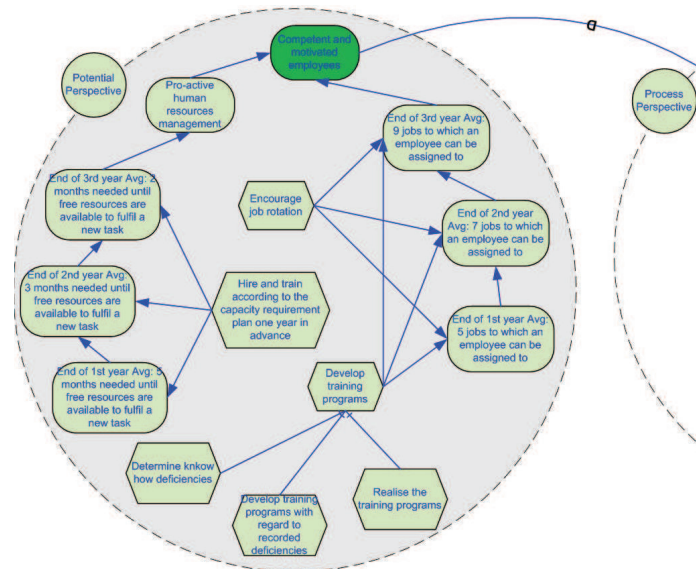 Competent and
motivated
employees
D
Potential
Perspective
Process
Perspective
Pro-active
human
resources
management
End of 3rd year Avg:
9 jobs to which an
employee can be
assigned to
End of 3rd year Avg: 2
months needed until
free resources are
available to fulfil a
new task
Encourage
job rotation
End of 2nd year
Avg: 7 jobs to which
an employee can be
assigned to
End of 2nd year Avg:
3 months needed until
free resources are
available to fulfil a
new task
Hire and train
according to the
capacity requirement
plan one year in
advance
End of 1st year Avg:
5 jobs to which an
employee can be
assigned to
End of 1st year Avg: 5
months needed until
free resources are
available to fulfil a
new task
Develop
training
programs
Determine knkow
how deficiencies
Develop training
programs with
regard to
recorded
deficiencies
Realise the
training programs